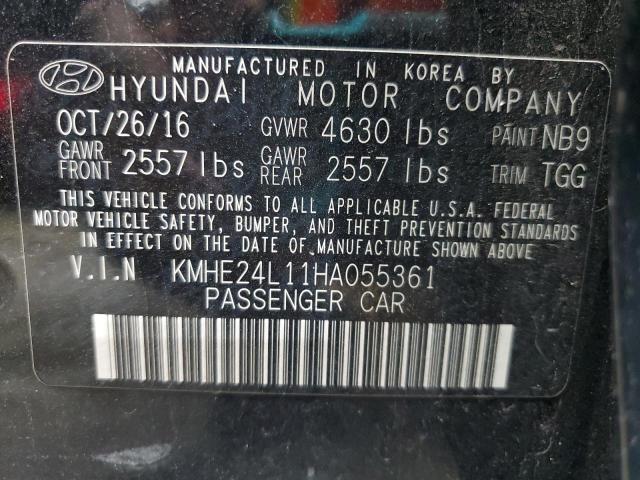 MANUFACTURED IN KOREA BY
HYUNDAI MOTOR COMPANY
OCT/26/16 GVWR 4630 lbs PAINT NB9
GAWR FRONT 2557 lbs GAWR REAR 2557 lbs TRIM TGG
THIS VEHICLE CONFORMS TO ALL APPLICABLE U.S.A. FEDERAL
MOTOR VEHICLE SAFETY, BUMPER, AND THEFT PREVENTION STANDARDS
IN EFFECT ON THE DATE OF MANUFACTURE SHOWN ABOVE
V.I.N KMHE24L11HA055361
PASSENGER CAR